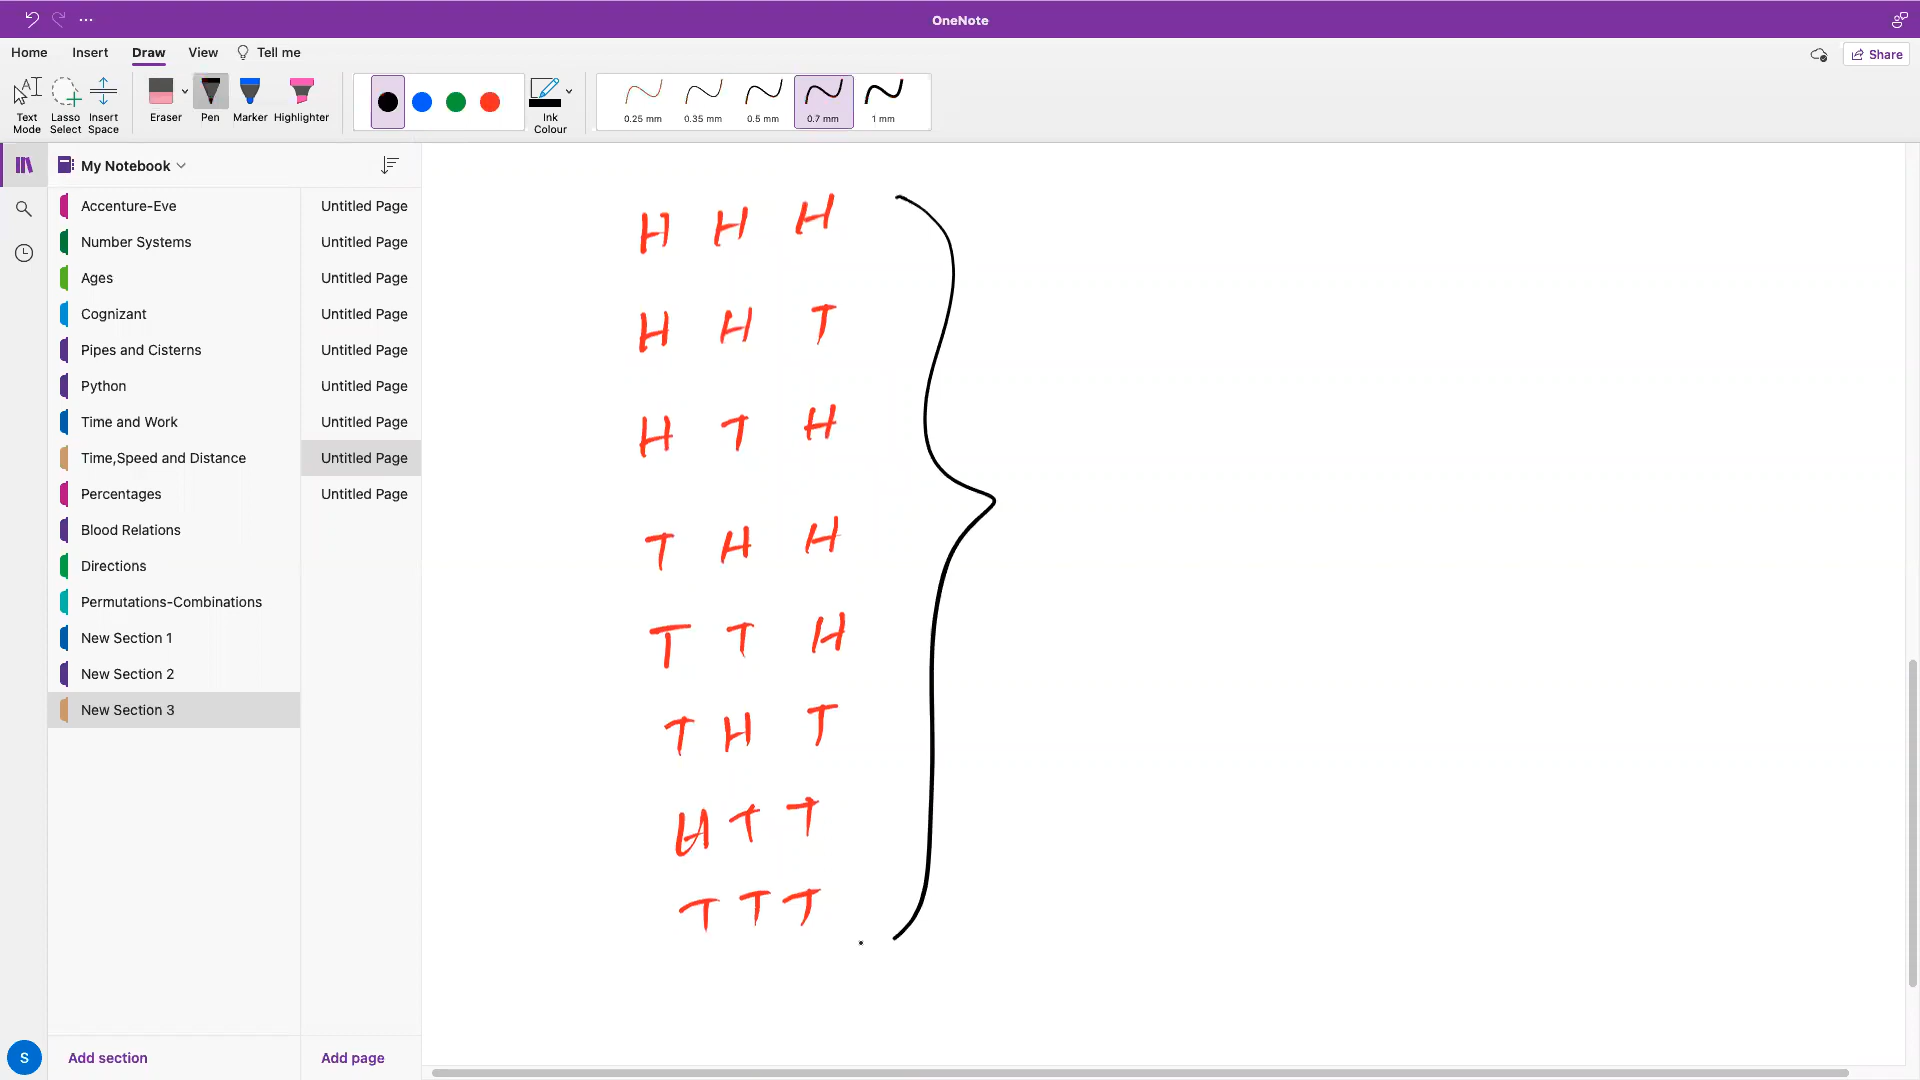 OneNote
Home Insert Draw View Tell me
Share
Text Mode Lasso Select Insert Space Eraser Pen Marker Highlighter Ink Colour 0.25 mm 0.35 mm 0.5 mm 0.7 mm 1 mm
My Notebook
Accenture-Eve Untitled Page
Number Systems Untitled Page
Ages Untitled Page
Cognizant Untitled Page
Pipes and Cisterns Untitled Page
Python Untitled Page
Time and Work Untitled Page
Time,Speed and Distance Untitled Page
Percentages Untitled Page
Blood Relations
Directions
Permutations-Combinations
New Section 1
New Section 2
New Section 3
H H H
H H T
H T H
T H H
T T H
T H T
H T T
T T T
S
Add section Add page